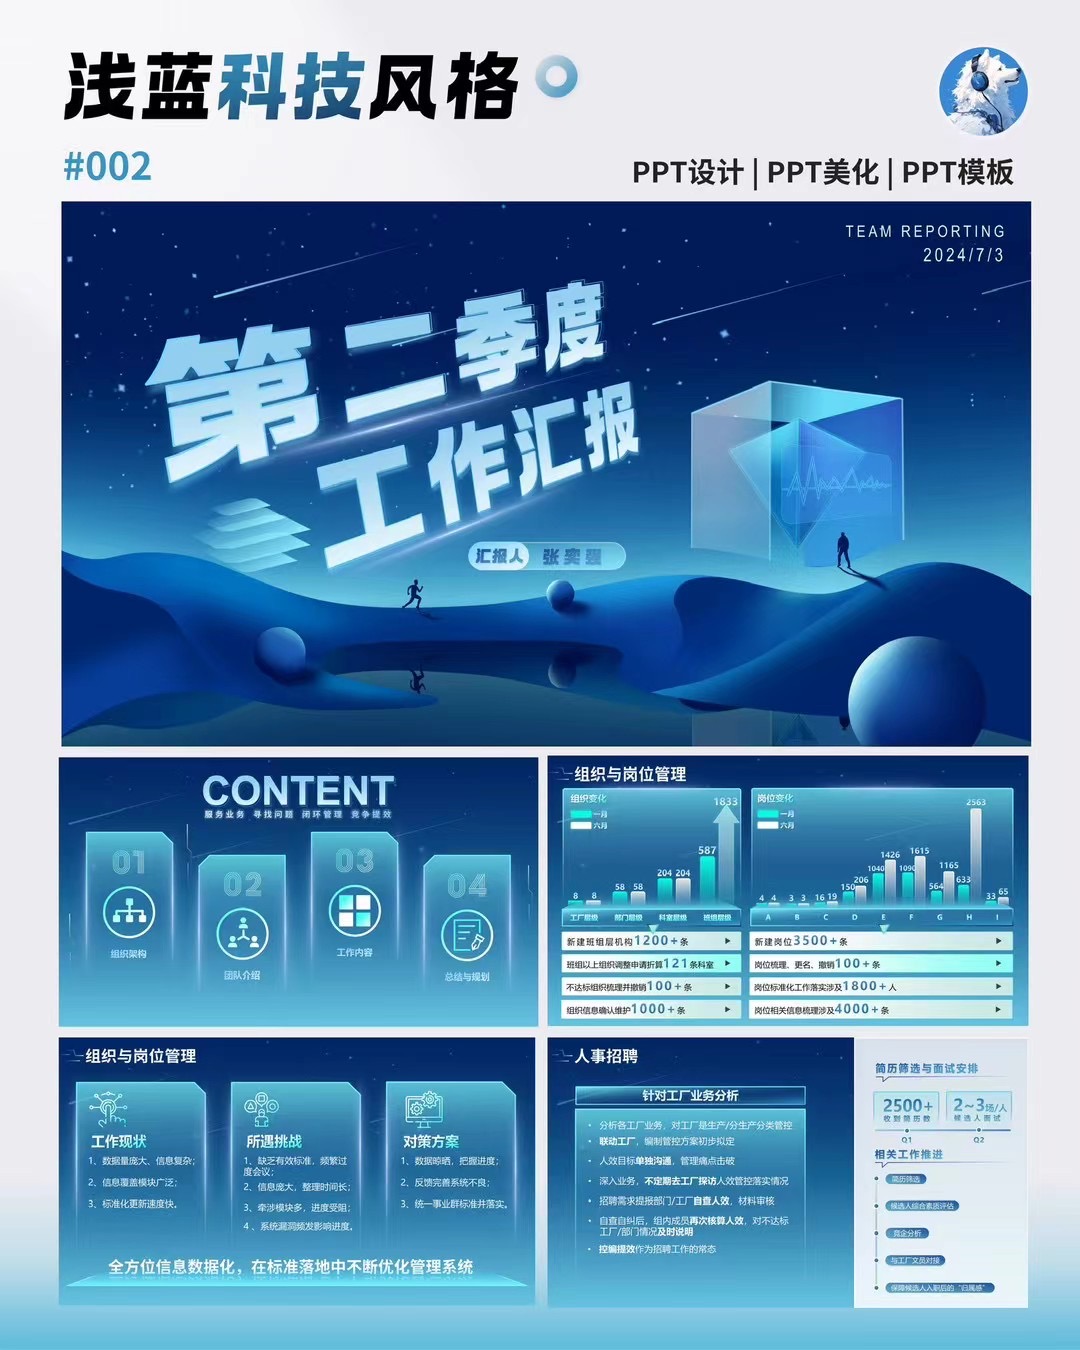 浅蓝科技风格
#002
PPT设计 | PPT美化 | PPT模板
TEAM REPORTING
2024/7/3
第二季度
工作汇报
汇报人 张奕强
CONTENT
服务业务 寻找问题 闭环管理 竞争提效
01
组织架构
02
团队介绍
03
工作内容
04
总结与规划
组织与岗位管理
组织变化
一月
六月
8 8 58 58 204 204 587 1833
工厂层级 部门层级 科室层级 班组层级
新建班组层机构1200+条
班组以上组织调整申请折算121条科室
不达标组织梳理并撤销100+条
组织信息确认维护1000+条
岗位变化
一月
六月
4 4 3 3 16 19 150 206 1040 1426 1090 1615 564 1165 633 2563 33 65
A B C D E F G H I
新建岗位3500+条
岗位梳理、更名、撤销100+条
岗位标准化工作落实涉及1800+人
岗位相关信息梳理涉及4000+条
组织与岗位管理
工作现状
1、数据量庞大、信息复杂；
2、信息覆盖模块广泛；
3、标准化更新速度快。
所遇挑战
1、缺乏有效标准，频繁过
度会议；
2、信息庞大，整理时间长；
3、牵涉模块多，进度受阻；
4、系统漏洞频发影响进度。
对策方案
1、数据晾晒，把握进度；
2、反馈完善系统不良；
3、统一事业群标准并落实。
全方位信息数据化，在标准落地中不断优化管理系统
人事招聘
针对工厂业务分析
• 分析各工厂业务，对工厂是生产/分生产分类管控
• 联动工厂，编制管控方案初步拟定
• 人效目标单独沟通，管理痛点击破
• 深入业务，不定期去工厂探访人效管控落实情况
• 招聘需求提报部门/工厂自查人效，材料审核
• 自查自纠后，组内成员再次核算人效，对不达标
工厂/部门情况及时说明
• 控编提效作为招聘工作的常态
简历筛选与面试安排
2500+
收到简历数
2~3场/人
候选人面试
Q1 Q2
相关工作推进
简历筛选
候选人综合素质评估
竞企分析
与工厂文员对接
保障候选人入职后的“归属感”